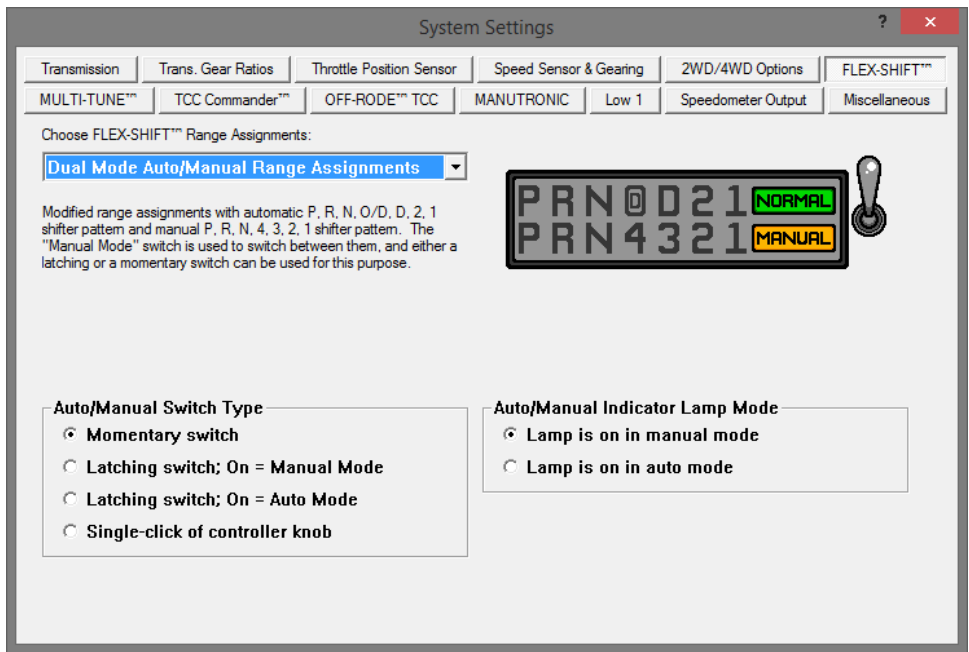 System Settings
?
×
Transmission
Trans. Gear Ratios
Throttle Position Sensor
Speed Sensor & Gearing
2WD/4WD Options
FLEX-SHIFT™
MULTI-TUNE™
TCC Commander™
OFF-RODE™ TCC
MANUTRONIC
Low 1
Speedometer Output
Miscellaneous
Choose FLEX-SHIFT™ Range Assignments:
Dual Mode Auto/Manual Range Assignments
Modified range assignments with automatic P, R, N, O/D, D, 2, 1
shifter pattern and manual P, R, N, 4, 3, 2, 1 shifter pattern. The
"Manual Mode" switch is used to switch between them, and either a
latching or a momentary switch can be used for this purpose.
P R N D D 2 1 NORMAL
P R N 4 3 2 1 MANUAL
Auto/Manual Switch Type
Momentary switch
Latching switch; On = Manual Mode
Latching switch; On = Auto Mode
Single-click of controller knob
Auto/Manual Indicator Lamp Mode
Lamp is on in manual mode
Lamp is on in auto mode